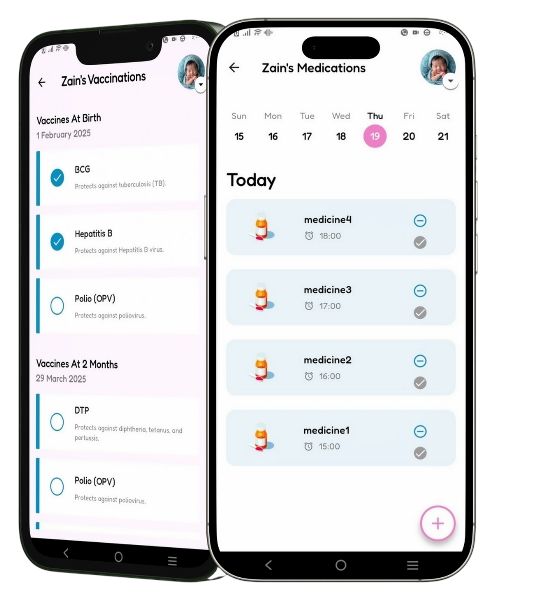 Zain's Vaccinations
Vaccines At Birth
1 February 2025
BCG
Protects against tuberculosis (TB).
Hepatitis B
Protects against Hepatitis B virus.
Polio (OPV)
Protects against poliovirus.
Vaccines At 2 Months
29 March 2025
DTP
Protects against diphtheria, tetanus, and
pertussis.
Polio (OPV)
Protects against poliovirus.
Zain's Medications
Sun Mon Tue Wed Thu Fri Sat
15 16 17 18 19 20 21
Today
medicine4
18:00
medicine3
17:00
medicine2
16:00
medicine1
15:00